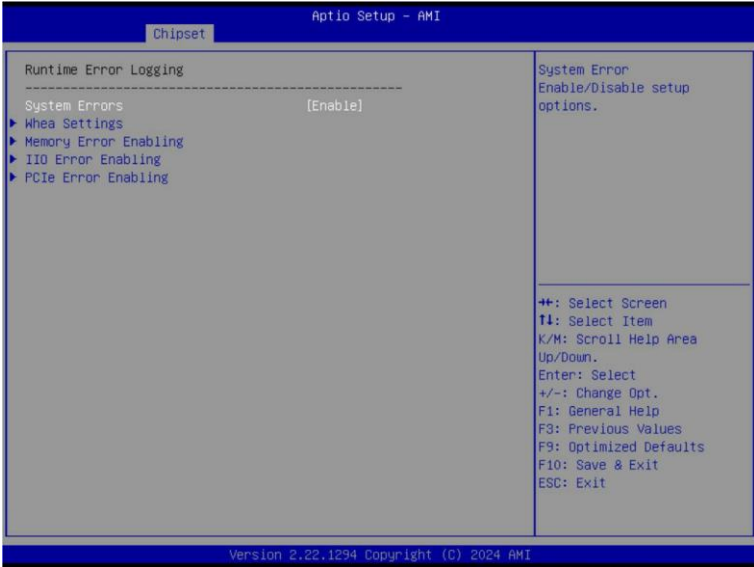 Aptio Setup - AMI
Chipset
Runtime Error Logging
--------------------------------------------------
System Errors [Enable]
Whea Settings
Memory Error Enabling
IIO Error Enabling
PCIe Error Enabling
System Error
Enable/Disable setup
options.
→←: Select Screen
↑↓: Select Item
K/M: Scroll Help Area
Up/Down.
Enter: Select
+/-: Change Opt.
F1: General Help
F3: Previous Values
F9: Optimized Defaults
F10: Save & Exit
ESC: Exit
Version 2.22.1294 Copyright (C) 2024 AMI